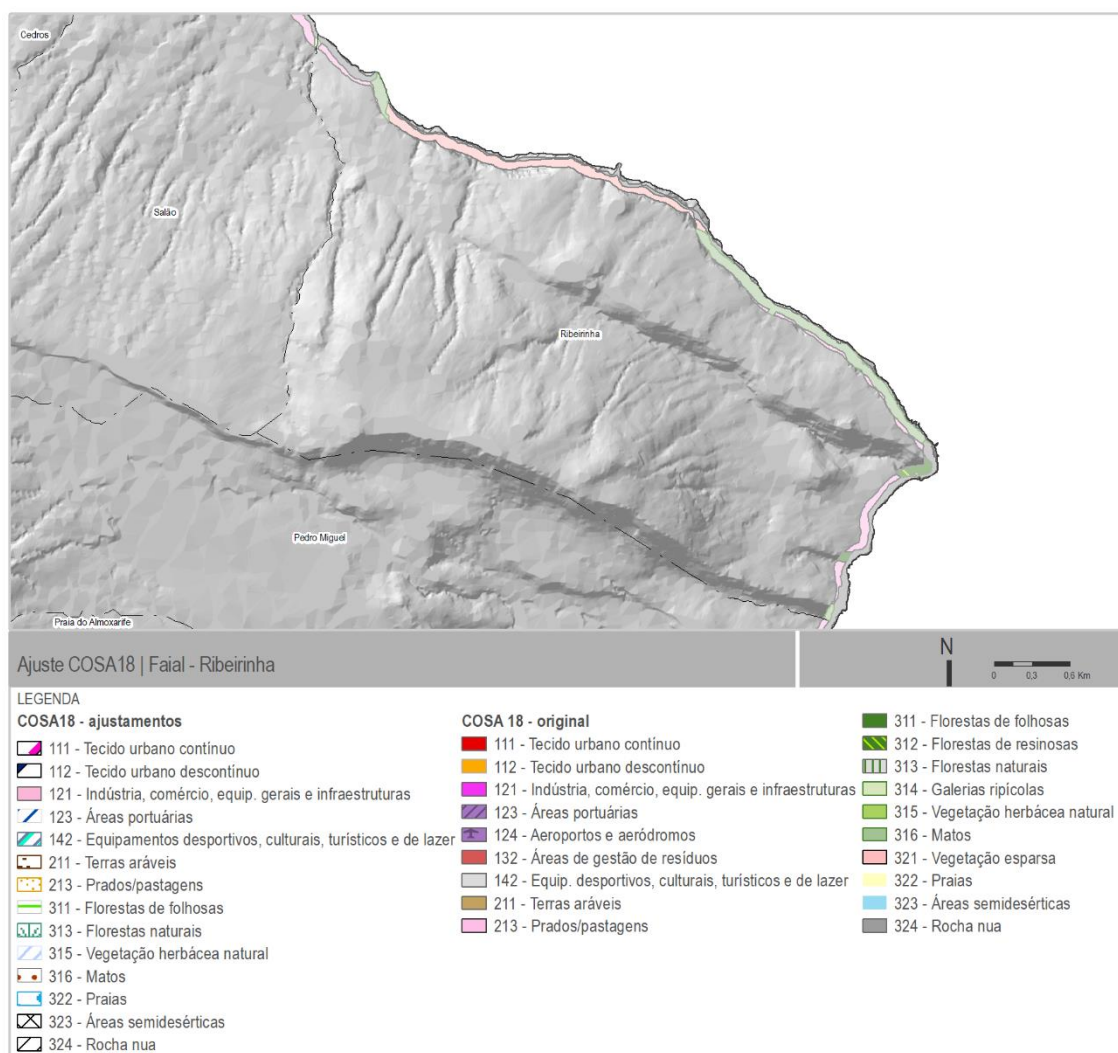 Cedros
Salão
Ribeirinha
Pedro Miguel
Praia do Almoxarife
Ajuste COSA18 | Faial - Ribeirinha
N
0 0,3 0,6 Km
LEGENDA
COSA18 - ajustamentos
111 - Tecido urbano contínuo
112 - Tecido urbano descontínuo
121 - Indústria, comércio, equip. gerais e infraestruturas
123 - Áreas portuárias
142 - Equipamentos desportivos, culturais, turísticos e de lazer
211 - Terras aráveis
213 - Prados/pastagens
311 - Florestas de folhosas
313 - Florestas naturais
315 - Vegetação herbácea natural
316 - Matos
322 - Praias
323 - Áreas semidesérticas
324 - Rocha nua
COSA 18 - original
111 - Tecido urbano contínuo
112 - Tecido urbano descontínuo
121 - Indústria, comércio, equip. gerais e infraestruturas
123 - Áreas portuárias
124 - Aeroportos e aeródromos
132 - Áreas de gestão de resíduos
142 - Equip. desportivos, culturais, turísticos e de lazer
211 - Terras aráveis
213 - Prados/pastagens
311 - Florestas de folhosas
312 - Florestas de resinosas
313 - Florestas naturais
314 - Galerias ripícolas
315 - Vegetação herbácea natural
316 - Matos
321 - Vegetação esparsa
322 - Praias
323 - Áreas semidesérticas
324 - Rocha nua